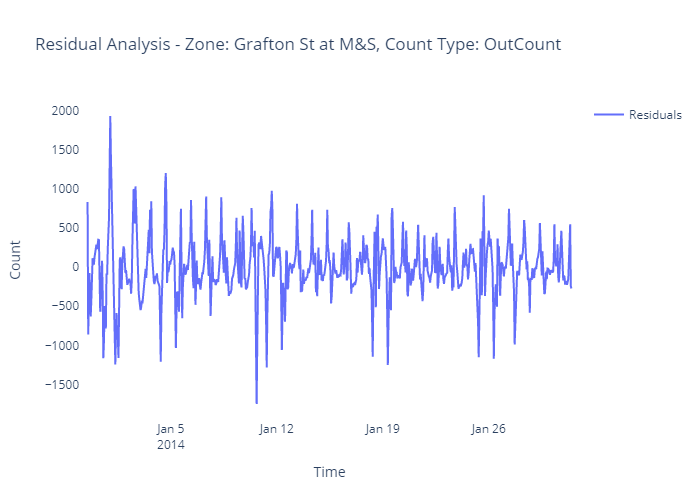 Residual Analysis - Zone: Grafton St at M&S, Count Type: OutCount
Residuals
2000
1500
1000
500
0
−500
−1000
−1500
Count
Jan 5
2014
Jan 12
Jan 19
Jan 26
Time